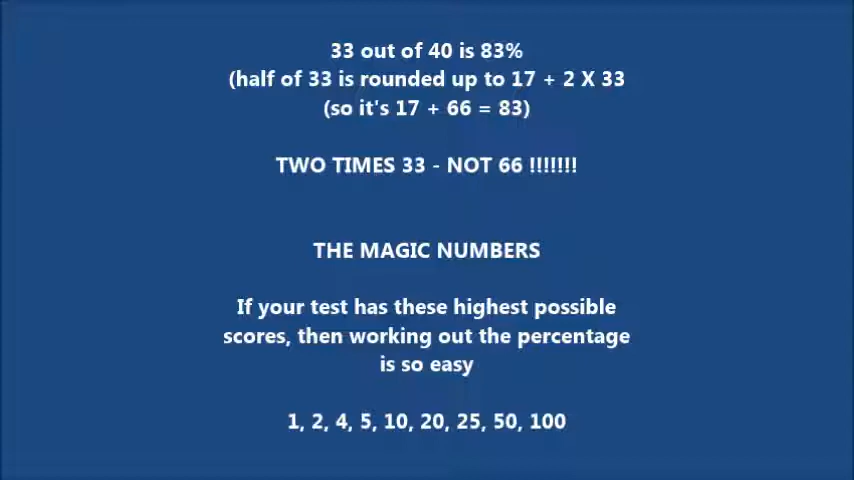 33 out of 40 is 83%
(half of 33 is rounded up to 17 + 2 X 33
(so it's 17 + 66 = 83)
TWO TIMES 33 - NOT 66 !!!!!!!
THE MAGIC NUMBERS
If your test has these highest possible
scores, then working out the percentage
is so easy
1, 2, 4, 5, 10, 20, 25, 50, 100